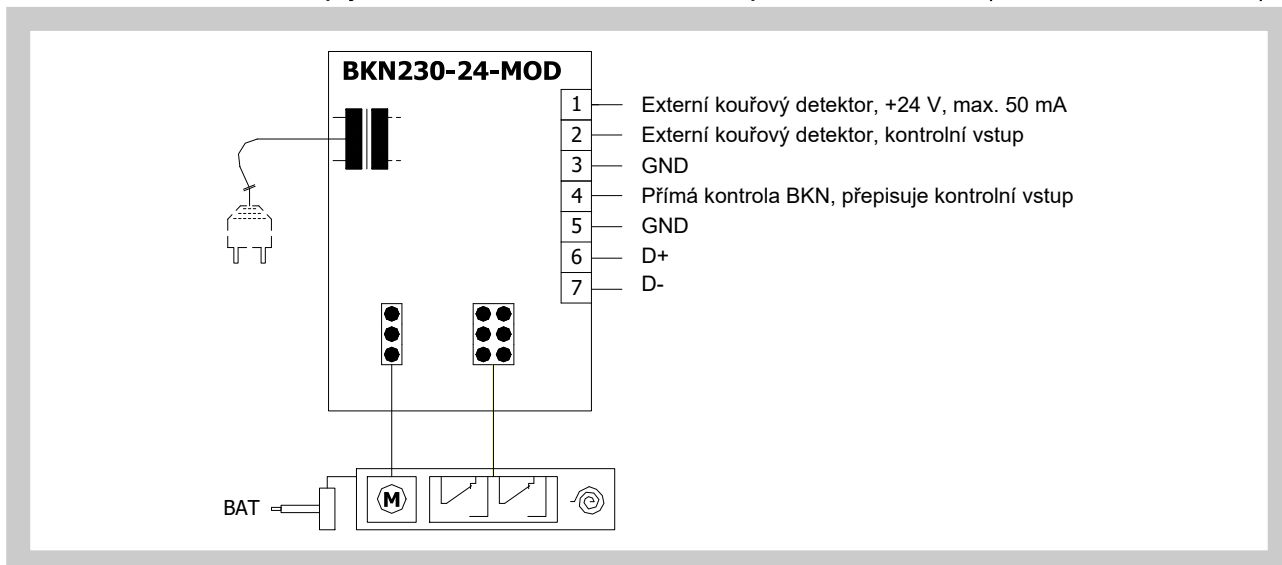 BKN230-24-MOD
1 Externí kouřový detektor, +24 V, max. 50 mA
2 Externí kouřový detektor, kontrolní vstup
3 GND
4 Přímá kontrola BKN, přepisuje kontrolní vstup
5 GND
6 D+
7 D-
BAT
M